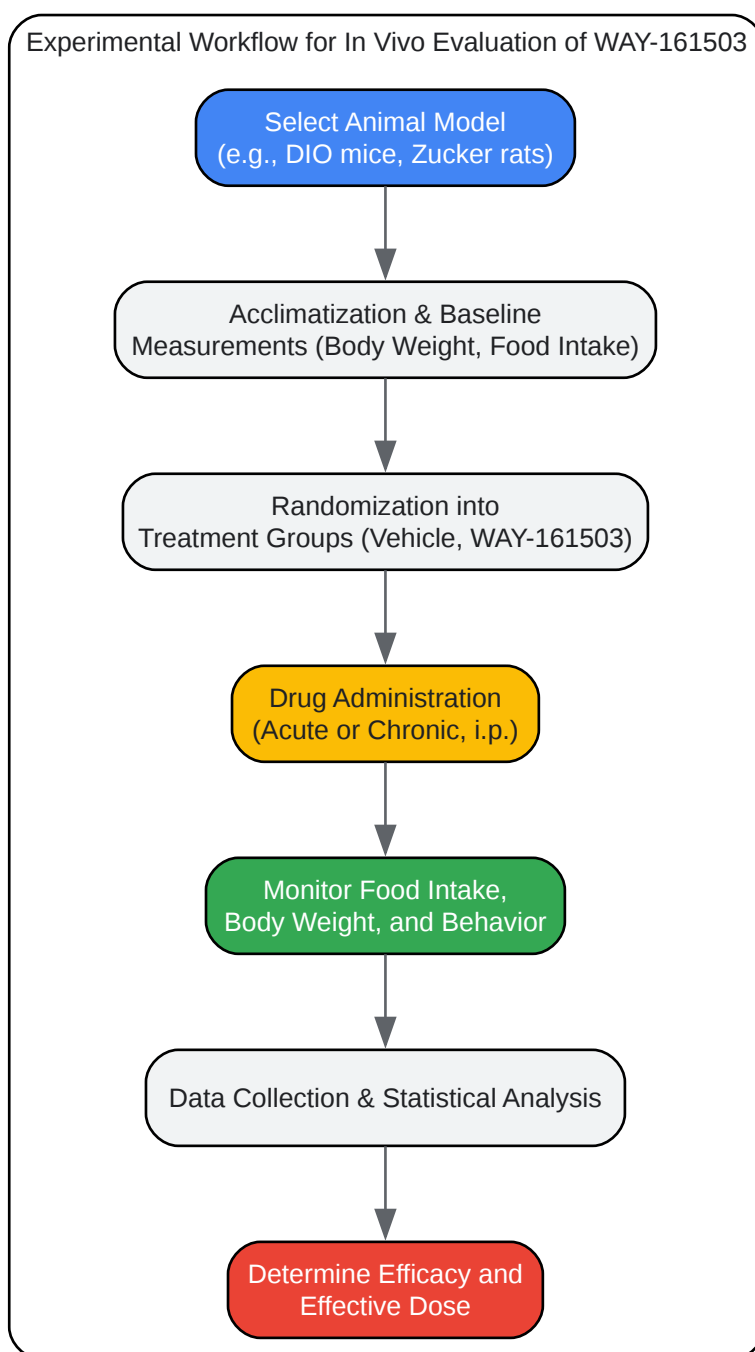 Experimental Workflow for In Vivo Evaluation of WAY-161503
Select Animal Model
(e.g., DIO mice, Zucker rats)
Acclimatization & Baseline
Measurements (Body Weight, Food Intake)
Randomization into
Treatment Groups (Vehicle, WAY-161503)
Drug Administration
(Acute or Chronic, i.p.)
Monitor Food Intake,
Body Weight, and Behavior
Data Collection & Statistical Analysis
Determine Efficacy and
Effective Dose